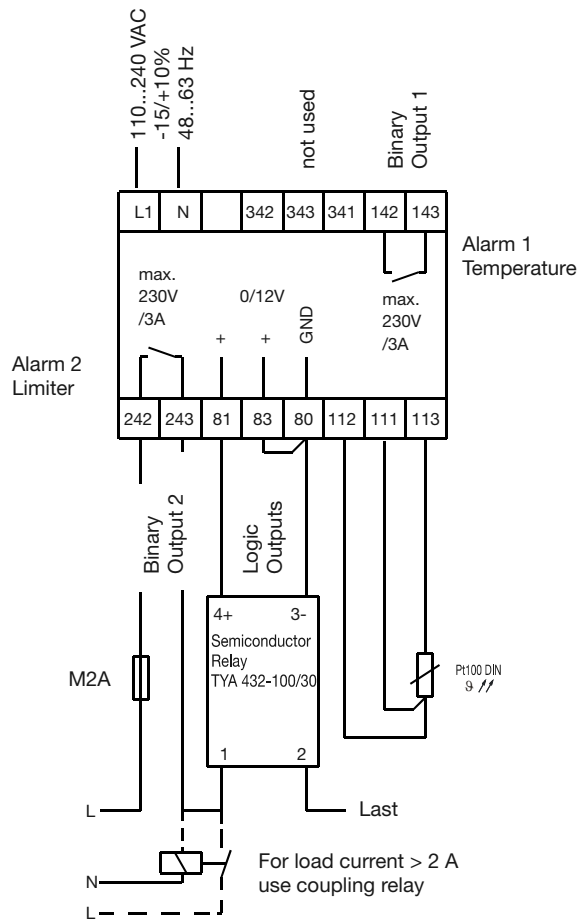 110...240 VAC
-15/+10%
48...63 Hz
not used
Binary
Output 1
L1 N 342 343 341 142 143
Alarm 1
Temperature
max.
230V
/3A
0/12V
+
+
GND
max.
230V
/3A
Alarm 2
Limiter
242 243 81 83 80 112 111 113
Binary
Output 2
Logic
Outputs
4+ 3-
Semiconductor
Relay
TYA 432-100/30
1 2
M2A
Pt100 DIN
ϑ
L
Last
For load current > 2 A
use coupling relay
N
L